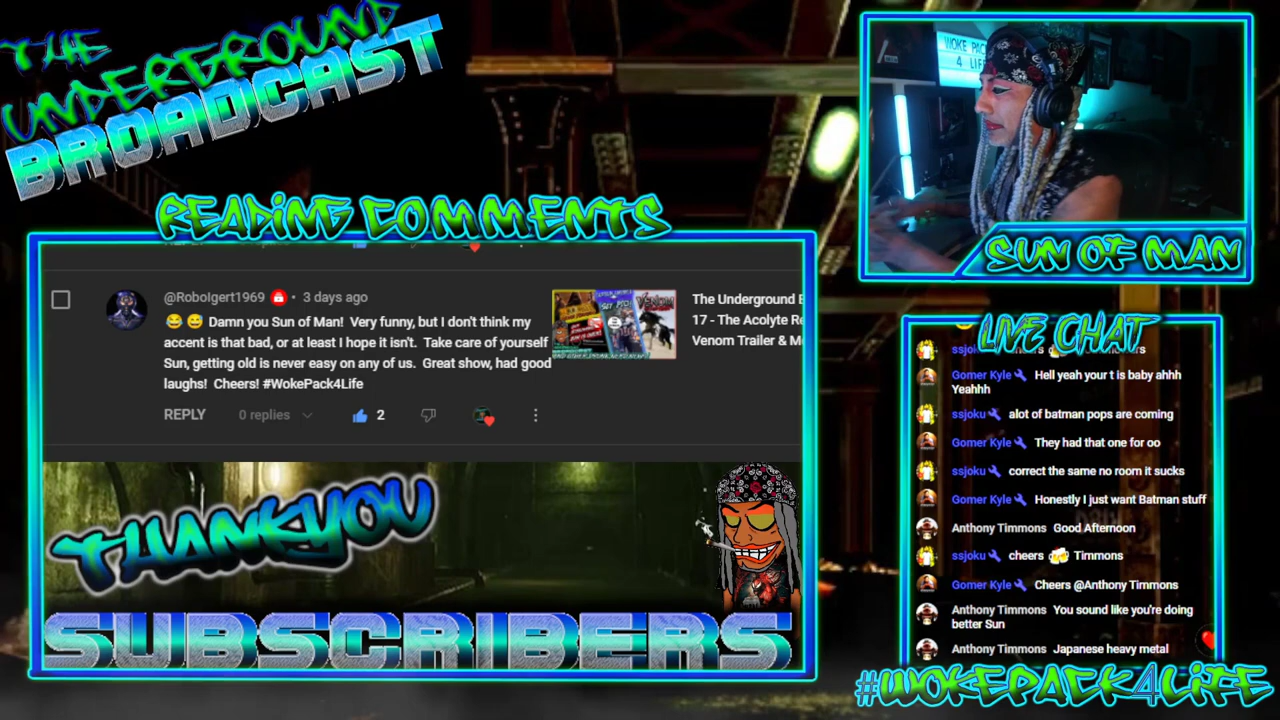 THE
UNDERGROUND
BROADCAST
READING COMMENTS
@RoboIgert1969 • 3 days ago
😂 😅 Damn you Sun of Man! Very funny, but I don't think my
accent is that bad, or at least I hope it isn't. Take care of yourself
Sun, getting old is never easy on any of us. Great show, had good
laughs! Cheers! #WokePack4Life
REPLY 0 replies 2
The Underground E
17 - The Acolyte Re
Venom Trailer & M
THANKYOU
SUBSCRIBERS
WOKE PAC
4 LIFE
SUN OF MAN
LIVE CHAT
Gomer Kyle Hell yeah your t is baby ahhh
Yeahhh
ssjoku alot of batman pops are coming
Gomer Kyle They had that one for oo
ssjoku correct the same no room it sucks
Gomer Kyle Honestly I just want Batman stuff
Anthony Timmons Good Afternoon
ssjoku cheers 🍻 Timmons
Gomer Kyle Cheers @Anthony Timmons
Anthony Timmons You sound like you're doing
better Sun
Anthony Timmons Japanese heavy metal
#WOKEPACK4LIFE